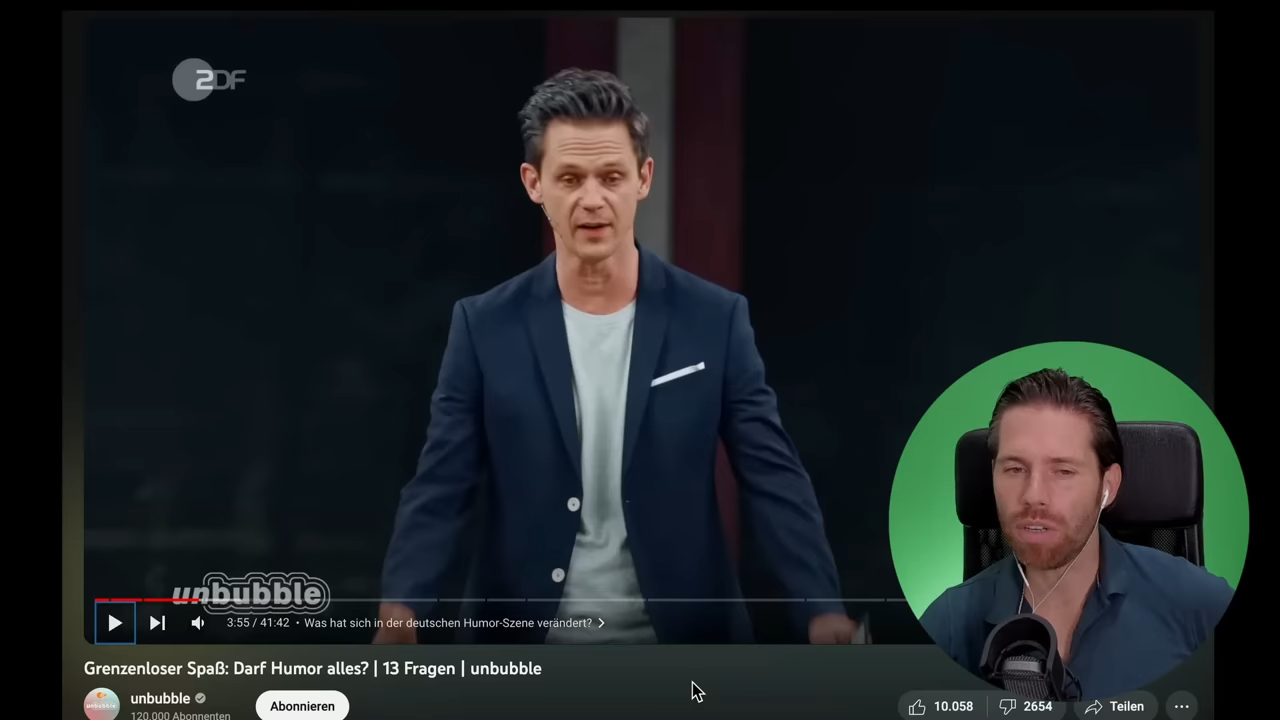 ZDF
unbubble
3:55 / 41:42 • Was hat sich in der deutschen Humor-Szene verändert?
Grenzenloser Spaß: Darf Humor alles? | 13 Fragen | unbubble
unbubble
120.000 Abonnenten
Abonnieren
10.058
2654
Teilen